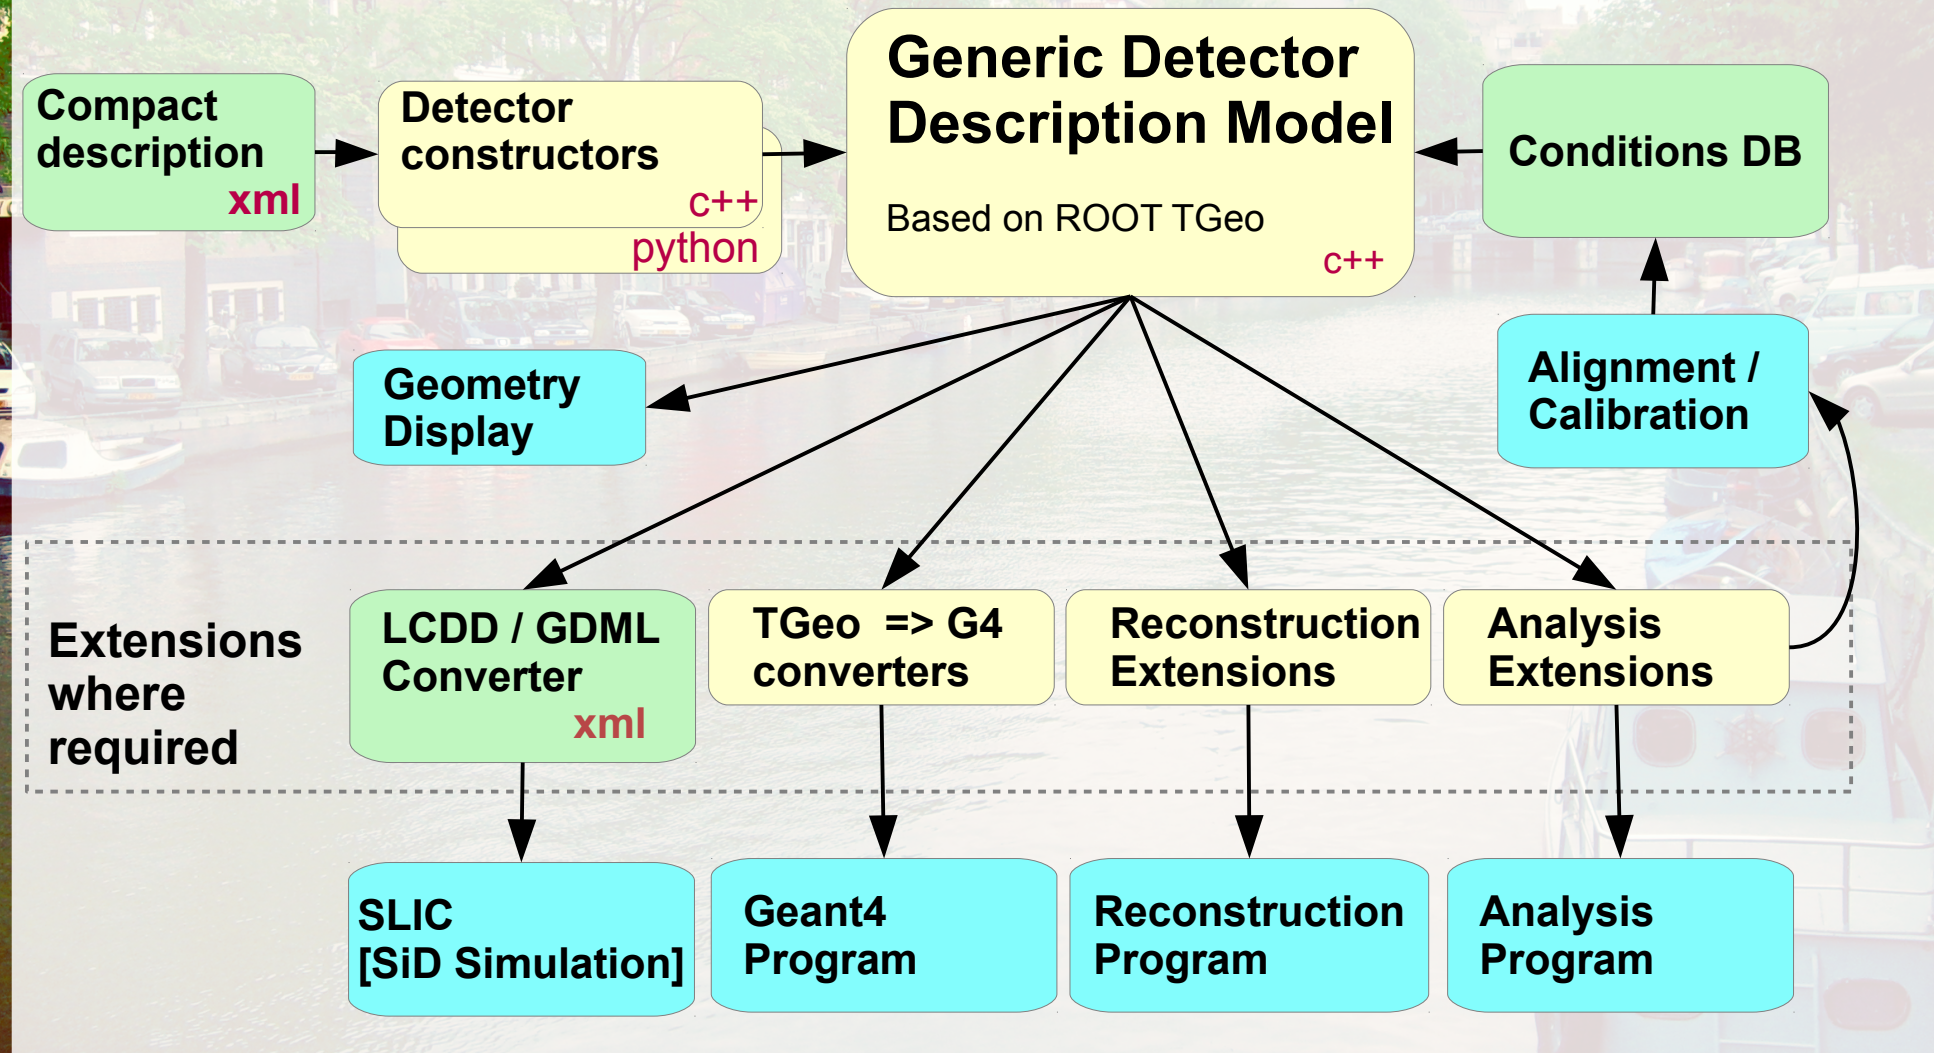 Compact
description
xml
Detector
constructors
c++
python
Generic Detector
Description Model
Based on ROOT TGeo
c++
Conditions DB
Geometry
Display
Alignment /
Calibration
Extensions
where
required
LCDD / GDML
Converter
xml
TGeo  => G4
converters
Reconstruction
Extensions
Analysis
Extensions
SLIC
[SiD Simulation]
Geant4
Program
Reconstruction
Program
Analysis
Program